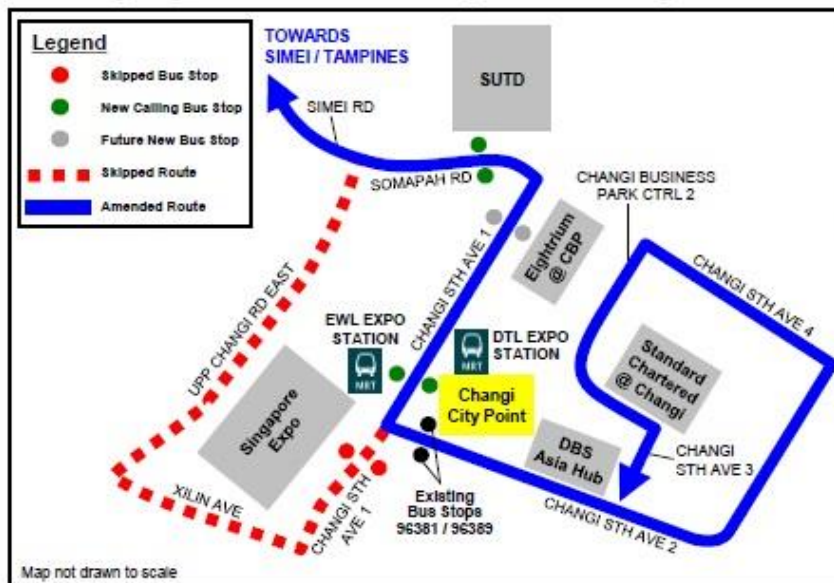 Legend
Skipped Bus Stop
New Calling Bus Stop
Future New Bus Stop
Skipped Route
Amended Route
TOWARDS
SIMEI / TAMPINES
SIMEI RD
SUTD
SOMAPAH RD
CHANGI BUSINESS
PARK CTRL 2
Eightrium
@ CBP
CHANGI STH AVE 1
CHANGI STH AVE 4
UPP CHANGI RD EAST
EWL EXPO
STATION
MRT
DTL EXPO
STATION
MRT
Standard
Chartered
@ Changi
Changi
City Point
Singapore
Expo
DBS
Asia Hub
CHANGI
STH AVE 3
XILIN AVE
CHANGI STH
AVE 1
Existing
Bus Stops
96381 / 96389
CHANGI STH AVE 2
Map not drawn to scale